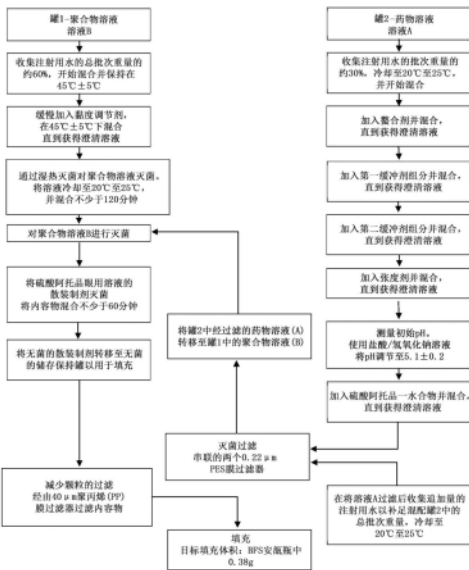 罐1-聚合物溶液
溶液B
收集注射用水的总批次重量的
约60%，开始混合并保持在
45℃±5℃
缓慢加入黏度调节剂，
在45℃±5℃下混合
直到获得澄清溶液
通过湿热灭菌对聚合物溶液灭菌。
将溶液冷却至20℃至25℃，
并混合不少于120分钟
对聚合物溶液B进行灭菌
将硫酸阿托品眼用溶液的
散装制剂灭菌
将内容物混合不少于60分钟
将无菌的散装制剂转移至无菌
的储存保持罐以用于填充
减少颗粒的过滤
经由40μm聚丙烯(PP)
膜过滤器过滤内容物
罐2-药物溶液
溶液A
收集注射用水的批次重量的
约30%，冷却至20℃至25℃，
并开始混合
加入螯合剂并混合，
直到获得澄清溶液
加入第一缓冲剂组分并混合，
直到获得澄清溶液
加入第二缓冲剂组分并混合，
直到获得澄清溶液
加入张度剂并混合，
直到获得澄清溶液
测量初始pH。
使用盐酸/氢氧化钠溶液
将pH调节至5.1±0.2
加入硫酸阿托品一水合物并混合，
直到获得澄清溶液
在将溶液A过滤后收集追加量的
注射用水以补足混配罐2中的
总批次重量，冷却至
20℃至25℃
灭菌过滤
串联的两个0.22μm
PES膜过滤器
将罐2中经过滤的药物溶液(A)
转移至罐1中的聚合物溶液(B)
填充
目标填充体积：BFS安瓿瓶中
0.38g